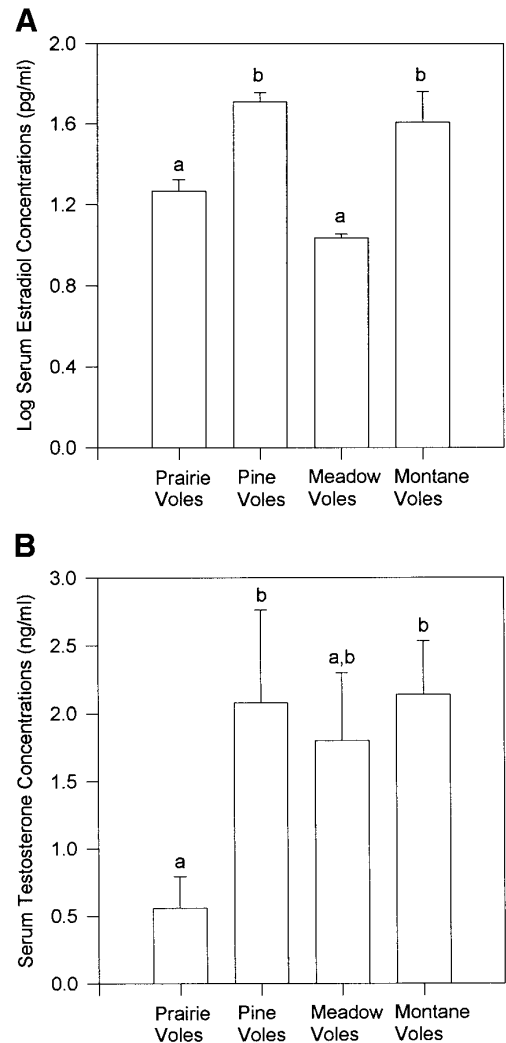 A
Log Serum Estradiol Concentrations (pg/ml)
2.0
1.6
1.2
0.8
0.4
0.0
a
b
a
b
Prairie Voles
Pine Voles
Meadow Voles
Montane Voles
B
Serum Testosterone Concentrations (ng/ml)
3.0
2.5
2.0
1.5
1.0
0.5
0.0
a
b
a,b
b
Prairie Voles
Pine Voles
Meadow Voles
Montane Voles